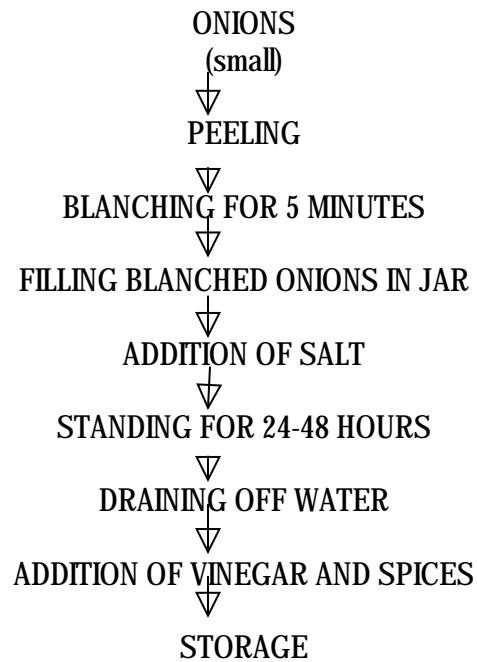 ONIONS
(small)
PEELING
BLANCHING FOR 5 MINUTES
FILLING BLANCHED ONIONS IN JAR
ADDITION OF SALT
STANDING FOR 24-48 HOURS
DRAINING OFF WATER
ADDITION OF VINEGAR AND SPICES
STORAGE